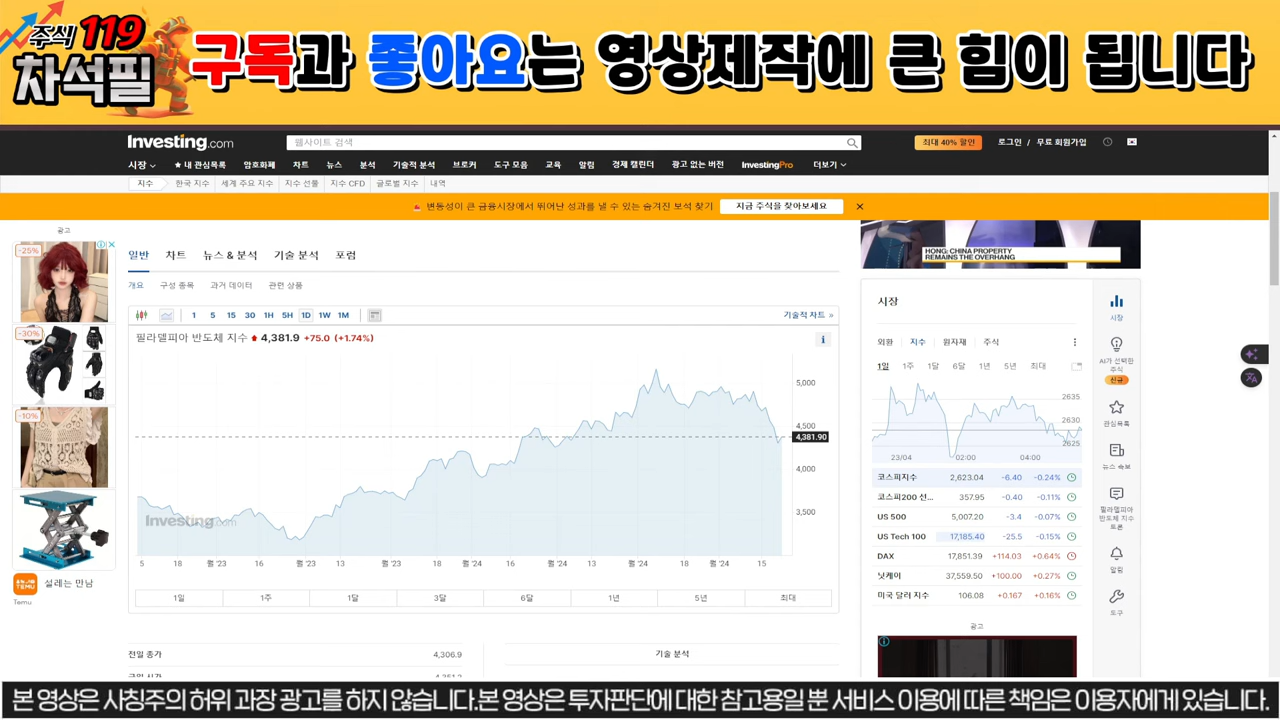 주식 119
차석필
구독과 좋아요는 영상제작에 큰 힘이 됩니다
Investing.com
웹사이트 검색
최대 40% 할인
로그인 / 무료 회원가입
시장 ★ 내 관심목록 암호화폐 차트 뉴스 분석 기술적 분석 브로커 도구 모음 교육 알림 경제 캘린더 광고 없는 버전 InvestingPro 더보기
지수 한국 지수 세계 주요 지수 지수 선물 지수 CFD 글로벌 지수 내역
변동성이 큰 금융시장에서 뛰어난 성과를 낼 수 있는 숨겨진 보석 찾기 지금 주식을 찾아보세요
광고
-25%
-30%
-10%
TEMU
설레는 만남
Temu
일반 차트 뉴스 & 분석 기술 분석 포럼
개요 구성 종목 과거 데이터 관련 상품
1 5 15 30 1H 5H 1D 1W 1M
기술적 차트 »
필라델피아 반도체 지수 4,381.9 +75.0 (+1.74%)
5,000
4,500
4,381.90
4,000
3,500
Investing.com
5 18 월 '23 16 월 '23 13 월 '23 18 월 '24 16 월 '24 13 월 '24 18 월 '24 15
1일 1주 1달 3달 6달 1년 5년 최대
전일 종가 4,306.9
기술 분석
HONG: CHINA PROPERTY
REMAINS THE OVERHANG
시장
외환 지수 원자재 주식
1일 1주 1달 6달 1년 5년 최대
2635
2630
2625
23/04 02:00 04:00
코스피지수 2,623.04 -6.40 -0.24%
코스피200 선... 357.95 -0.40 -0.11%
US 500 5,007.20 -3.4 -0.07%
US Tech 100 17,185.40 -25.5 -0.15%
DAX 17,851.39 +114.03 +0.64%
닛케이 37,559.50 +100.00 +0.27%
미국 달러 지수 106.08 +0.167 +0.16%
광고
시장
AI가 선택한
주식
신규
관심목록
뉴스 속보
필라델피아
반도체 지수
토론
알림
도구
본 영상은 사칭주의 허위 과장 광고를 하지 않습니다.본 영상은 투자판단에 대한 참고용일 뿐 서비스 이용에 따른 책임은 이용자에게 있습니다.